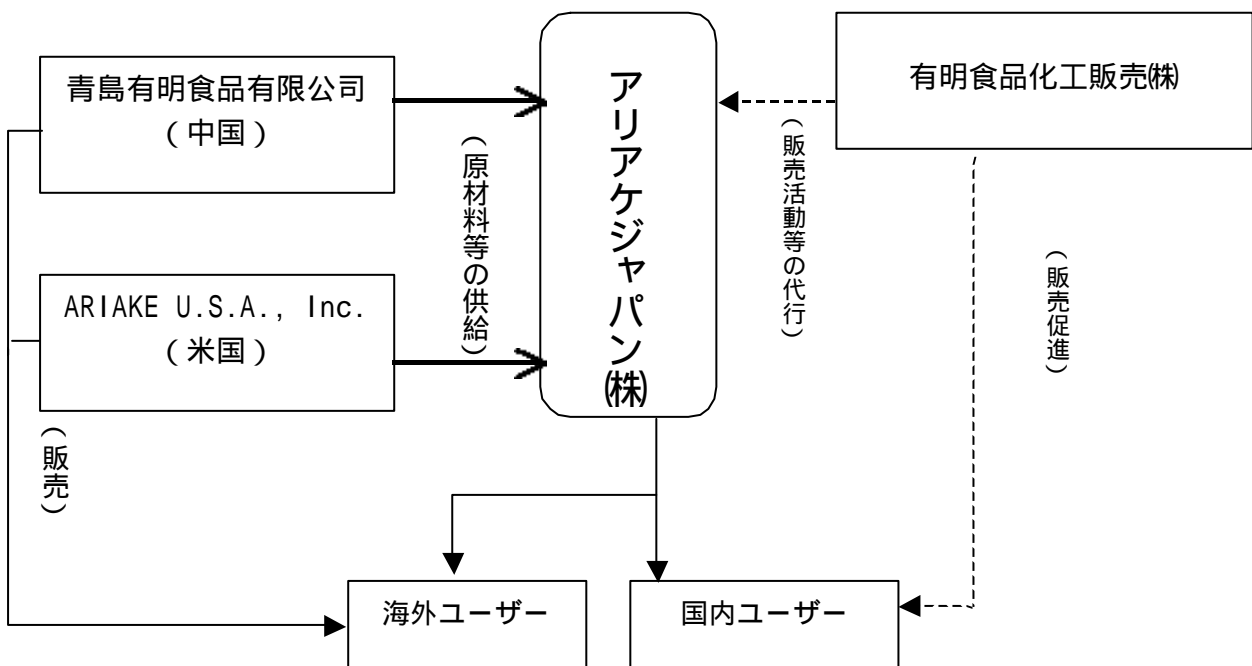 青島有明食品有限公司
（中国）
（原材料等の供給）
ARIAKE U.S.A., Inc.
（米国）
（販売）
アリアケジャパン㈱
有明食品化工販売㈱
（販売活動等の代行）
（販売促進）
海外ユーザー
国内ユーザー